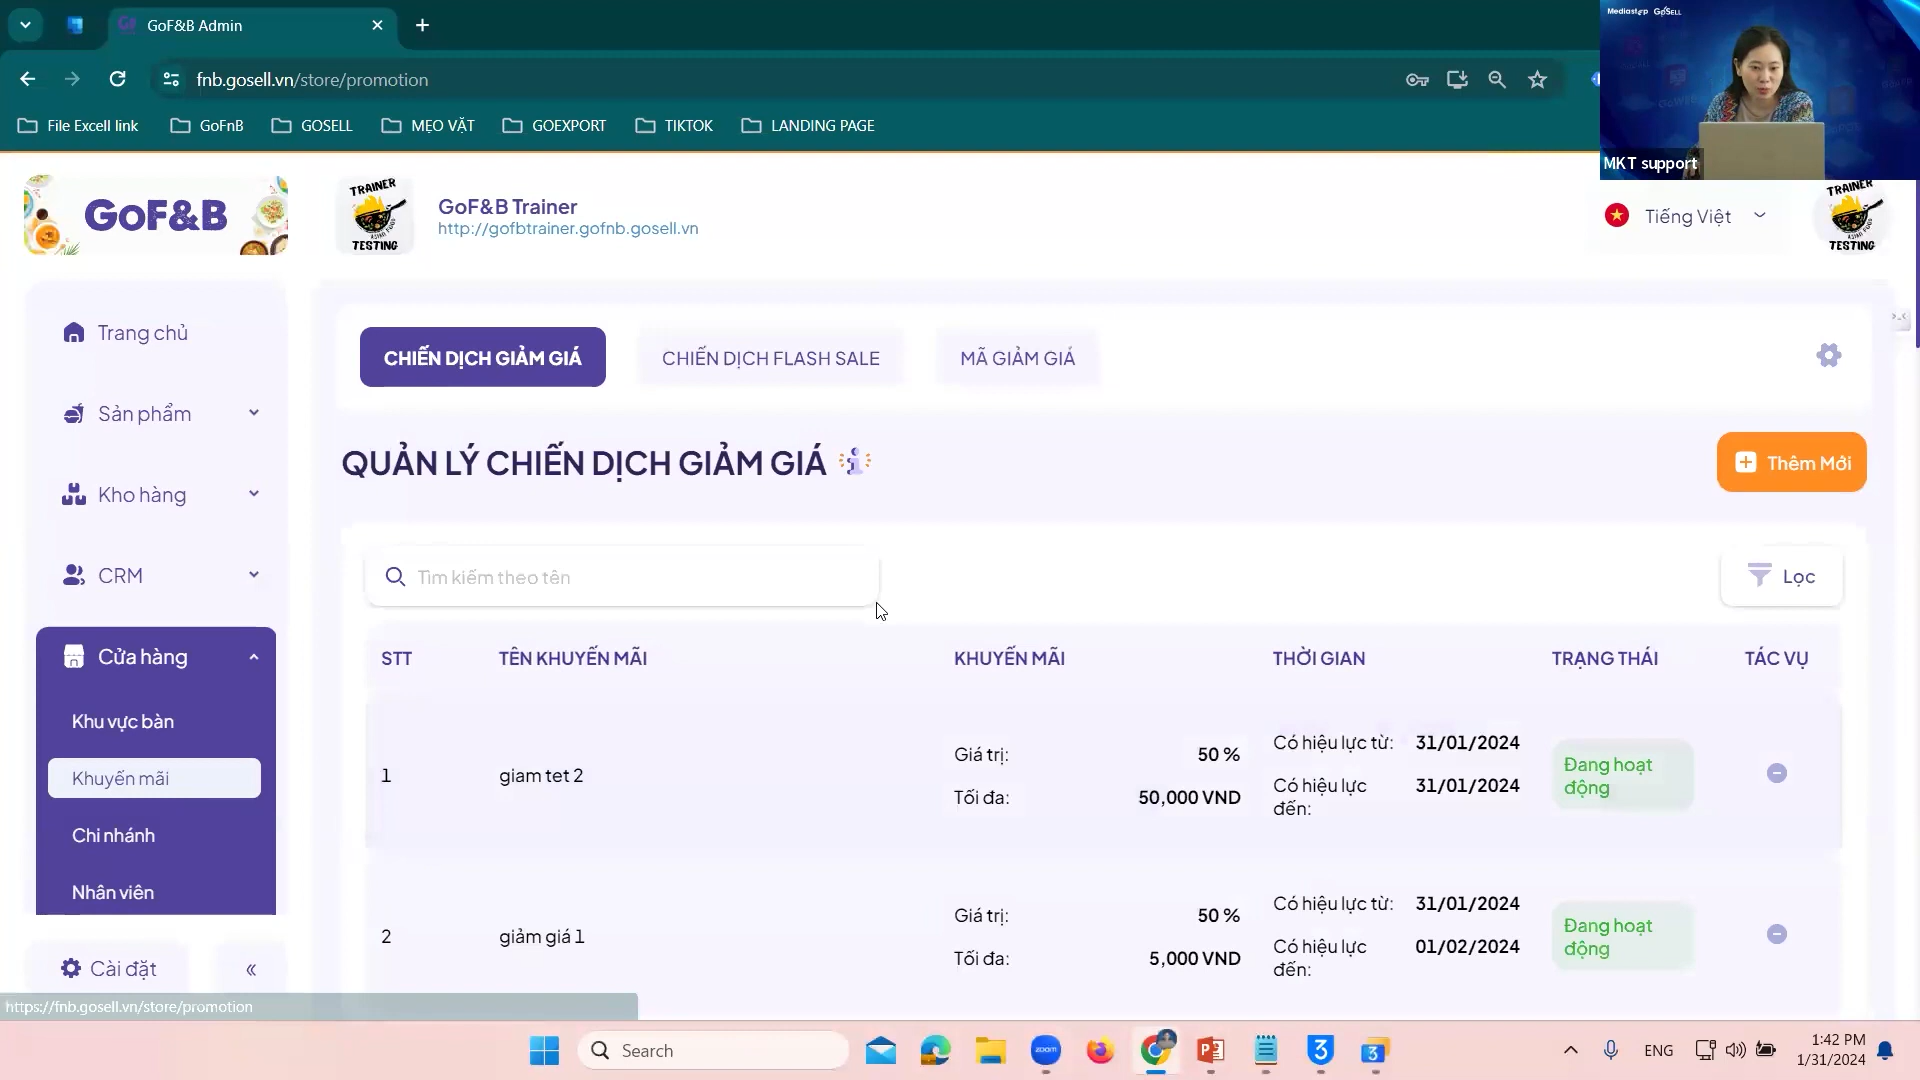 GoF&B Admin
fnb.gosell.vn/store/promotion
File Excell link
GoFnB
GOSELL
MẸO VẶT
GOEXPORT
TIKTOK
LANDING PAGE
Mediastep GoSELL
MKT support
GoF&B
TRAINER
TESTING
GoF&B Trainer
http://gofbtrainer.gofnb.gosell.vn
Tiếng Việt
TRAINER
TESTING
Trang chủ
Sản phẩm
Kho hàng
CRM
Cửa hàng
Khu vực bàn
Khuyến mãi
Chi nhánh
Nhân viên
Cài đặt
«
https://fnb.gosell.vn/store/promotion
CHIẾN DỊCH GIẢM GIÁ
CHIẾN DỊCH FLASH SALE
MÃ GIẢM GIÁ
QUẢN LÝ CHIẾN DỊCH GIẢM GIÁ
Thêm Mới
Tìm kiếm theo tên
Lọc
STT TÊN KHUYẾN MÃI KHUYẾN MÃI THỜI GIAN TRẠNG THÁI TÁC VỤ
1
giam tet 2
Giá trị: 50 %
Tối đa: 50,000 VND
Có hiệu lực từ: 31/01/2024
Có hiệu lực đến: 31/01/2024
Đang hoạt
động
2
giảm giá 1
Giá trị: 50 %
Tối đa: 5,000 VND
Có hiệu lực từ: 31/01/2024
Có hiệu lực đến: 01/02/2024
Đang hoạt
động
Search
zoom
ENG
1:42 PM
1/31/2024